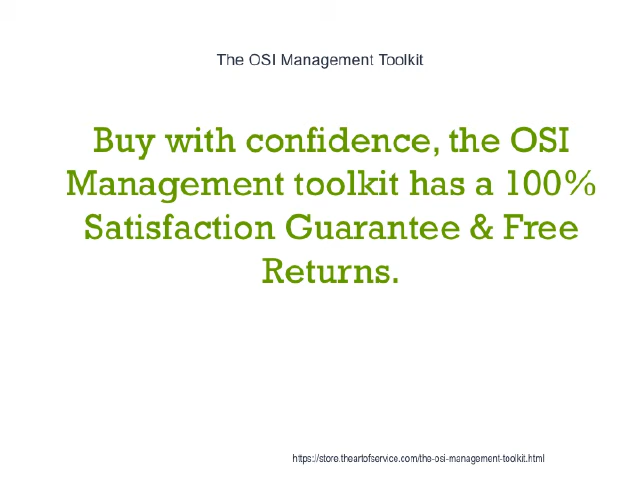 The OSI Management Toolkit
Buy with confidence, the OSI
Management toolkit has a 100%
Satisfaction Guarantee & Free
Returns.
https://store.theartofservice.com/the-osi-management-toolkit.html